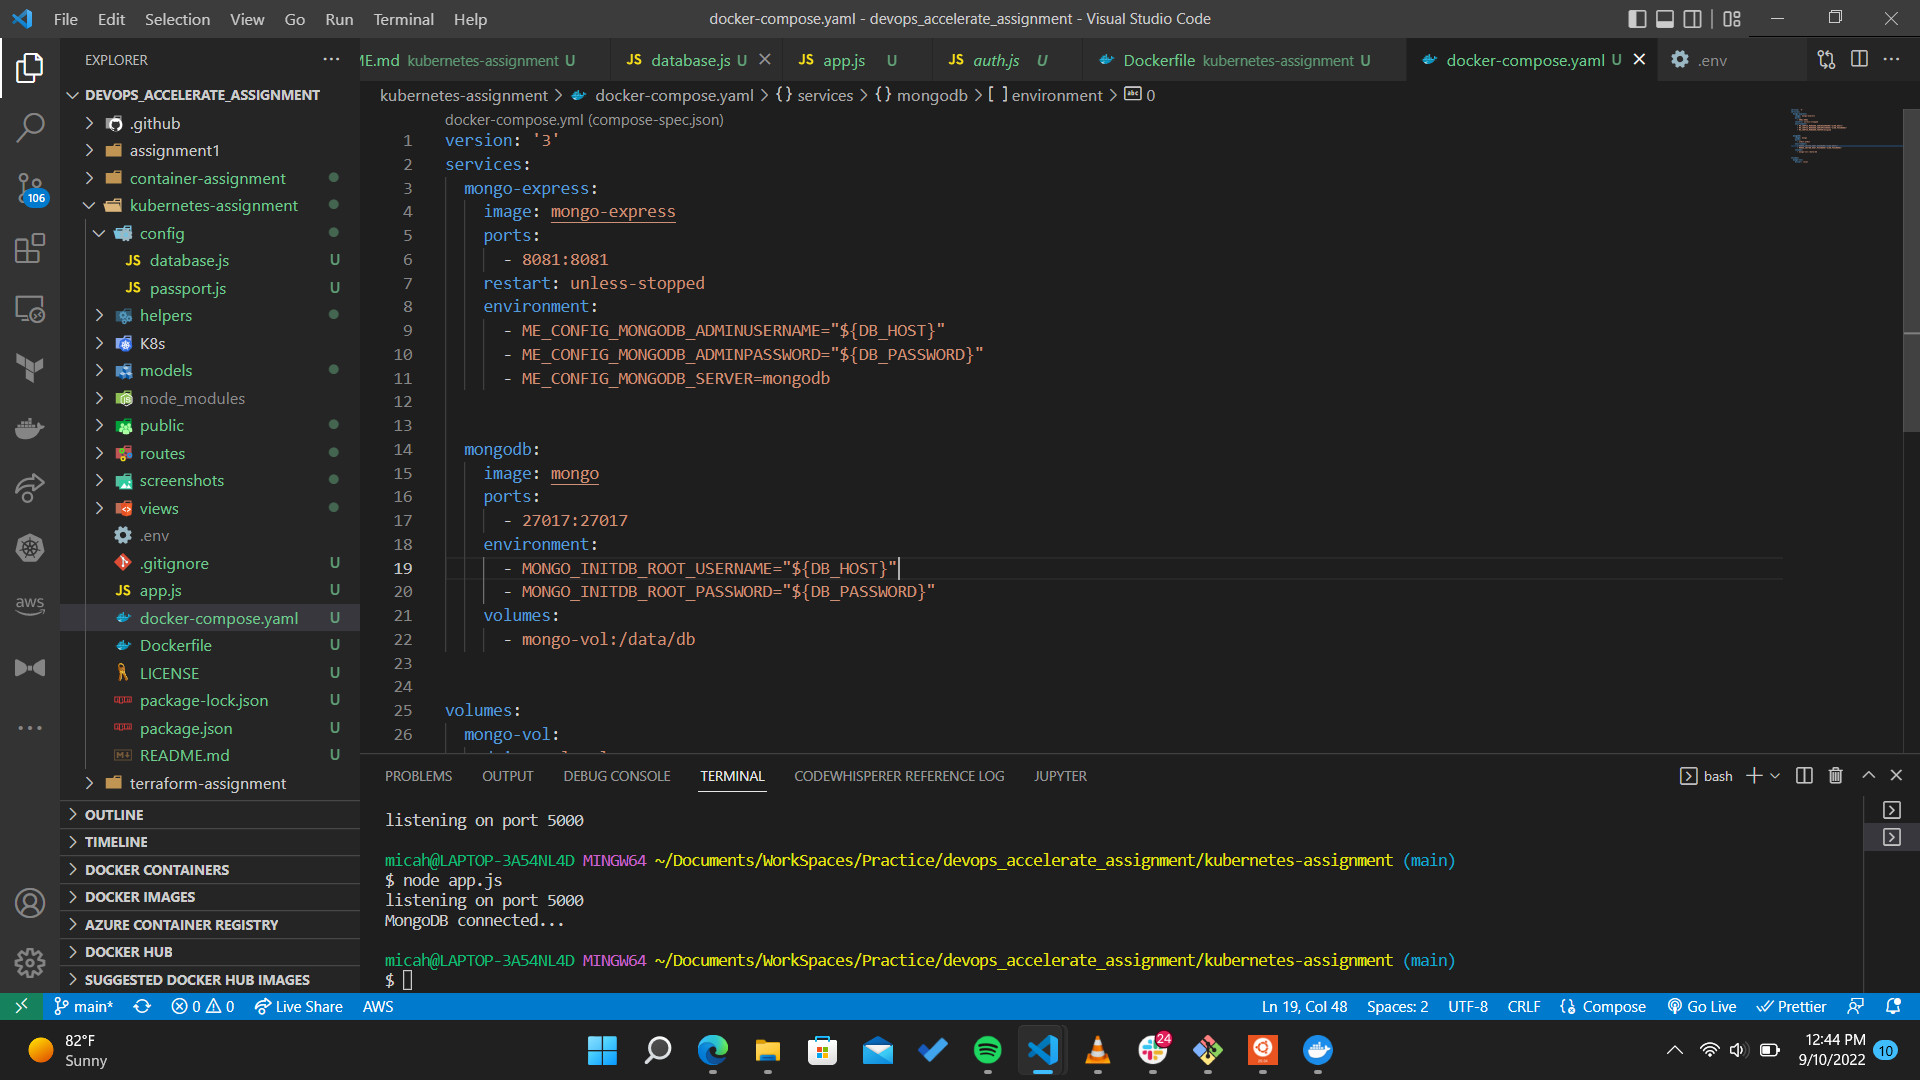 File Edit Selection View Go Run Terminal Help
docker-compose.yaml - devops_accelerate_assignment - Visual Studio Code
EXPLORER
DEVOPS_ACCELERATE_ASSIGNMENT
.github
assignment1
container-assignment
kubernetes-assignment
config
JS database.js U
JS passport.js U
helpers
K8s
models
node_modules
public
routes
screenshots
views
.env
.gitignore U
JS app.js U
docker-compose.yaml U
Dockerfile U
LICENSE U
package-lock.json U
package.json U
README.md U
terraform-assignment
OUTLINE
TIMELINE
DOCKER CONTAINERS
DOCKER IMAGES
AZURE CONTAINER REGISTRY
DOCKER HUB
SUGGESTED DOCKER HUB IMAGES
106
aws
ME.md kubernetes-assignment U
JS database.js U
JS app.js U
JS auth.js U
Dockerfile kubernetes-assignment U
docker-compose.yaml U
.env
kubernetes-assignment > docker-compose.yaml > {} services > {} mongodb > [ ] environment > abc 0
docker-compose.yml (compose-spec.json)
1 version: '3'
2 services:
3 mongo-express:
4 image: mongo-express
5 ports:
6 - 8081:8081
7 restart: unless-stopped
8 environment:
9 - ME_CONFIG_MONGODB_ADMINUSERNAME="${DB_HOST}"
10 - ME_CONFIG_MONGODB_ADMINPASSWORD="${DB_PASSWORD}"
11 - ME_CONFIG_MONGODB_SERVER=mongodb
12
13
14 mongodb:
15 image: mongo
16 ports:
17 - 27017:27017
18 environment:
19 - MONGO_INITDB_ROOT_USERNAME="${DB_HOST}"
20 - MONGO_INITDB_ROOT_PASSWORD="${DB_PASSWORD}"
21 volumes:
22 - mongo-vol:/data/db
23
24
25 volumes:
26 mongo-vol:
PROBLEMS OUTPUT DEBUG CONSOLE TERMINAL CODEWHISPERER REFERENCE LOG JUPYTER
bash
listening on port 5000
micah@LAPTOP-3A54NL4D MINGW64 ~/Documents/WorkSpaces/Practice/devops_accelerate_assignment/kubernetes-assignment (main)
$ node app.js
listening on port 5000
MongoDB connected...
micah@LAPTOP-3A54NL4D MINGW64 ~/Documents/WorkSpaces/Practice/devops_accelerate_assignment/kubernetes-assignment (main)
$
main* 0 0 Live Share AWS
Ln 19, Col 48 Spaces: 2 UTF-8 CRLF Compose Go Live Prettier
82°F
Sunny
24
12:44 PM
9/10/2022
10